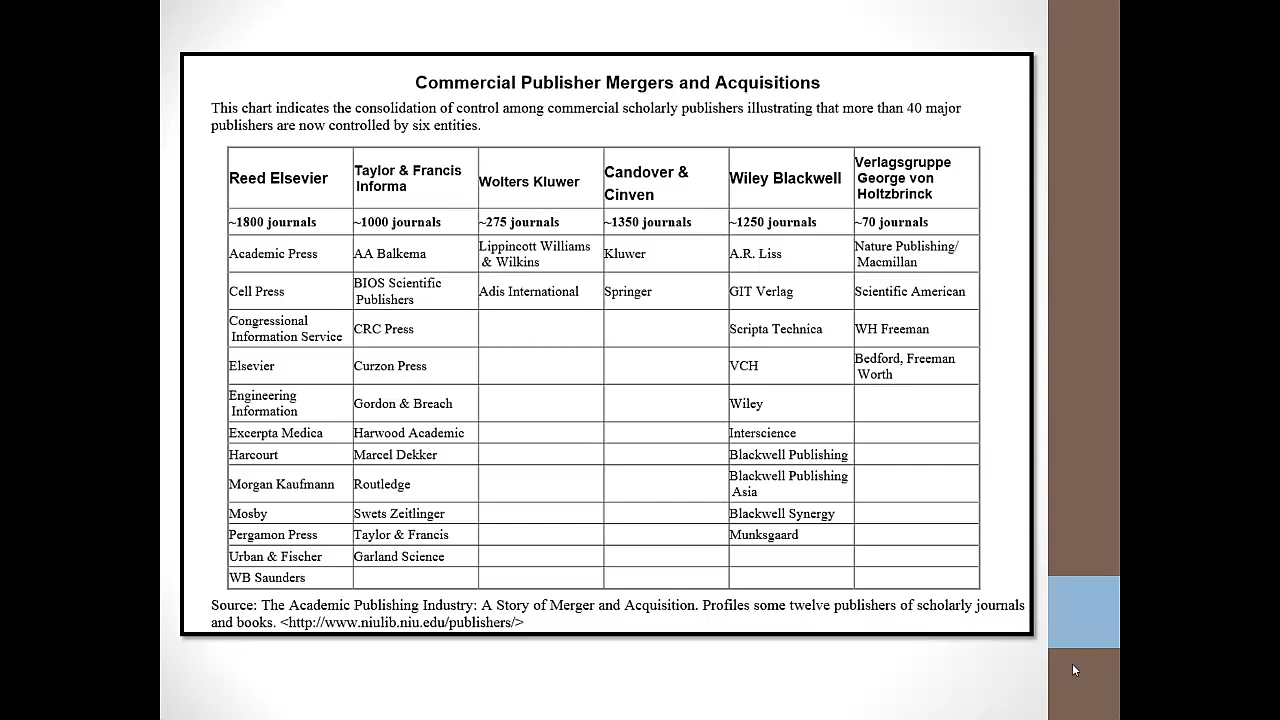 Commercial Publisher Mergers and Acquisitions
This chart indicates the consolidation of control among commercial scholarly publishers illustrating that more than 40 major
publishers are now controlled by six entities.
Reed Elsevier
Taylor & Francis
Informa
Wolters Kluwer
Candover &
Cinven
Wiley Blackwell
Verlagsgruppe
George von
Holtzbrinck
~1800 journals
~1000 journals
~275 journals
~1350 journals
~1250 journals
~70 journals
Academic Press
AA Balkema
Lippincott Williams
& Wilkins
Kluwer
A.R. Liss
Nature Publishing/
Macmillan
Cell Press
BIOS Scientific
Publishers
Adis International
Springer
GIT Verlag
Scientific American
Congressional
Information Service
CRC Press
Scripta Technica
WH Freeman
Elsevier
Curzon Press
VCH
Bedford, Freeman
Worth
Engineering
Information
Gordon & Breach
Wiley
Excerpta Medica
Harwood Academic
Interscience
Harcourt
Marcel Dekker
Blackwell Publishing
Morgan Kaufmann
Routledge
Blackwell Publishing
Asia
Mosby
Swets Zeitlinger
Blackwell Synergy
Pergamon Press
Taylor & Francis
Munksgaard
Urban & Fischer
Garland Science
WB Saunders
Source: The Academic Publishing Industry: A Story of Merger and Acquisition. Profiles some twelve publishers of scholarly journals
and books. <http://www.niulib.niu.edu/publishers/>